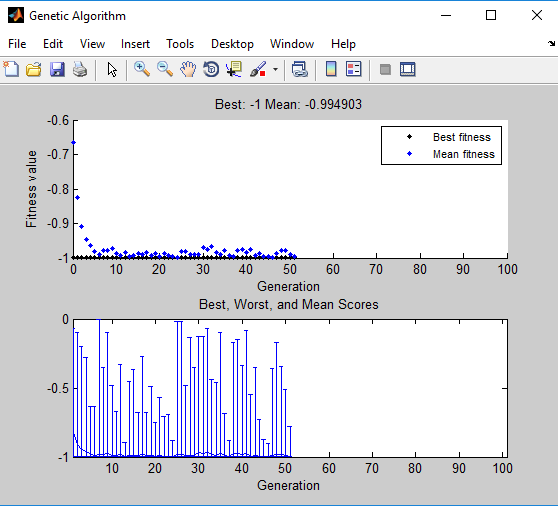 Genetic Algorithm
File Edit View Insert Tools Desktop Window Help
Best: -1 Mean: -0.994903
-0.6
-0.7
-0.8
-0.9
-1
Fitness value
Best fitness
Mean fitness
0 10 20 30 40 50 60 70 80 90 100
Generation
Best, Worst, and Mean Scores
0
-0.5
-1
10 20 30 40 50 60 70 80 90 100
Generation